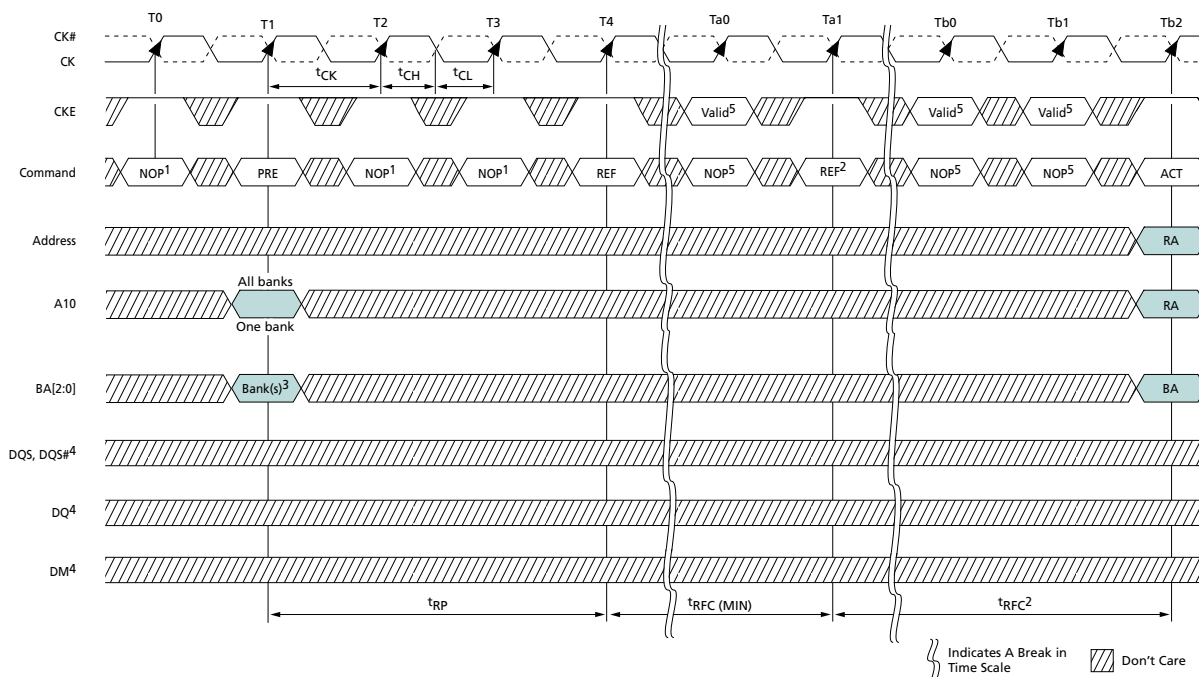 T0 T1 T2 T3 T4 Ta0 Ta1 Tb0 Tb1 Tb2
CK#
CK
tCK tCH tCL
CKE Valid5 Valid5 Valid5
Command NOP1 PRE NOP1 NOP1 REF NOP5 REF2 NOP5 NOP5 ACT
Address RA
All banks
A10 RA
One bank
BA[2:0] Bank(s)3 BA
DQS, DQS#4
DQ4
DM4
tRP tRFC (MIN) tRFC2
Indicates A Break in
Time Scale
Don't Care